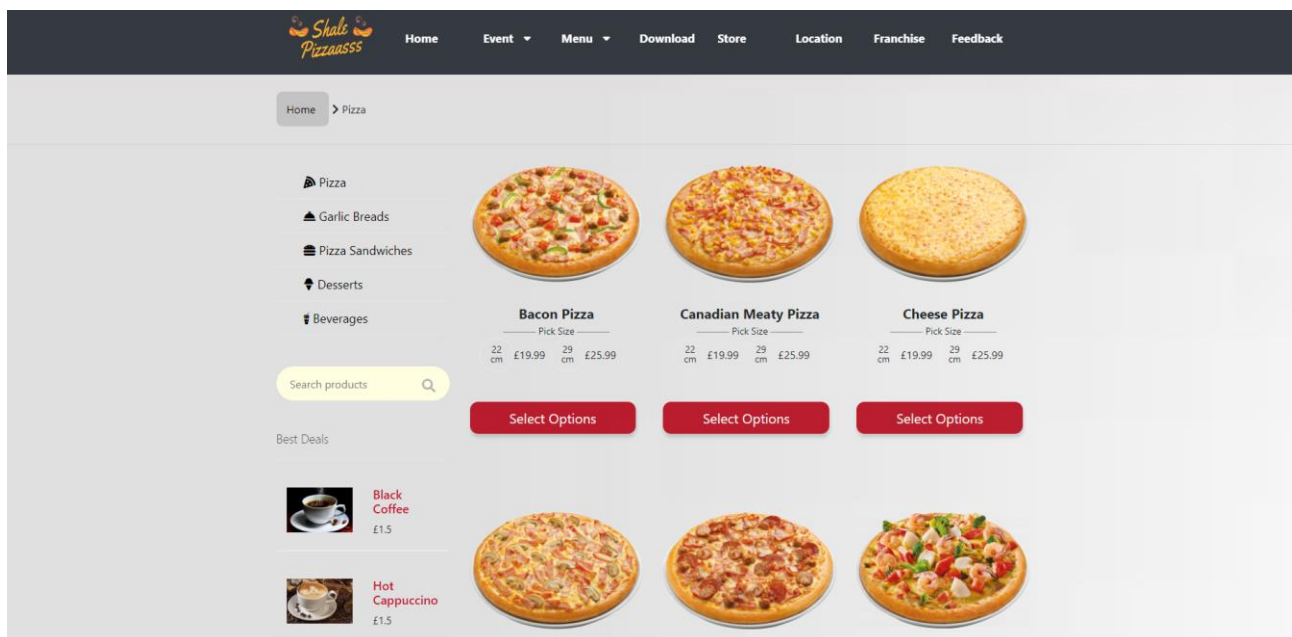 Shale
Pizzaasss
Home Event Menu Download Store Location Franchise Feedback
Home > Pizza
Pizza
Garlic Breads
Pizza Sandwiches
Desserts
Beverages
Search products
Best Deals
Black
Coffee
£1.5
Hot
Cappuccino
£1.5
Bacon Pizza
Pick Size
22 cm £19.99 29 cm £25.99
Select Options
Canadian Meaty Pizza
Pick Size
22 cm £19.99 29 cm £25.99
Select Options
Cheese Pizza
Pick Size
22 cm £19.99 29 cm £25.99
Select Options